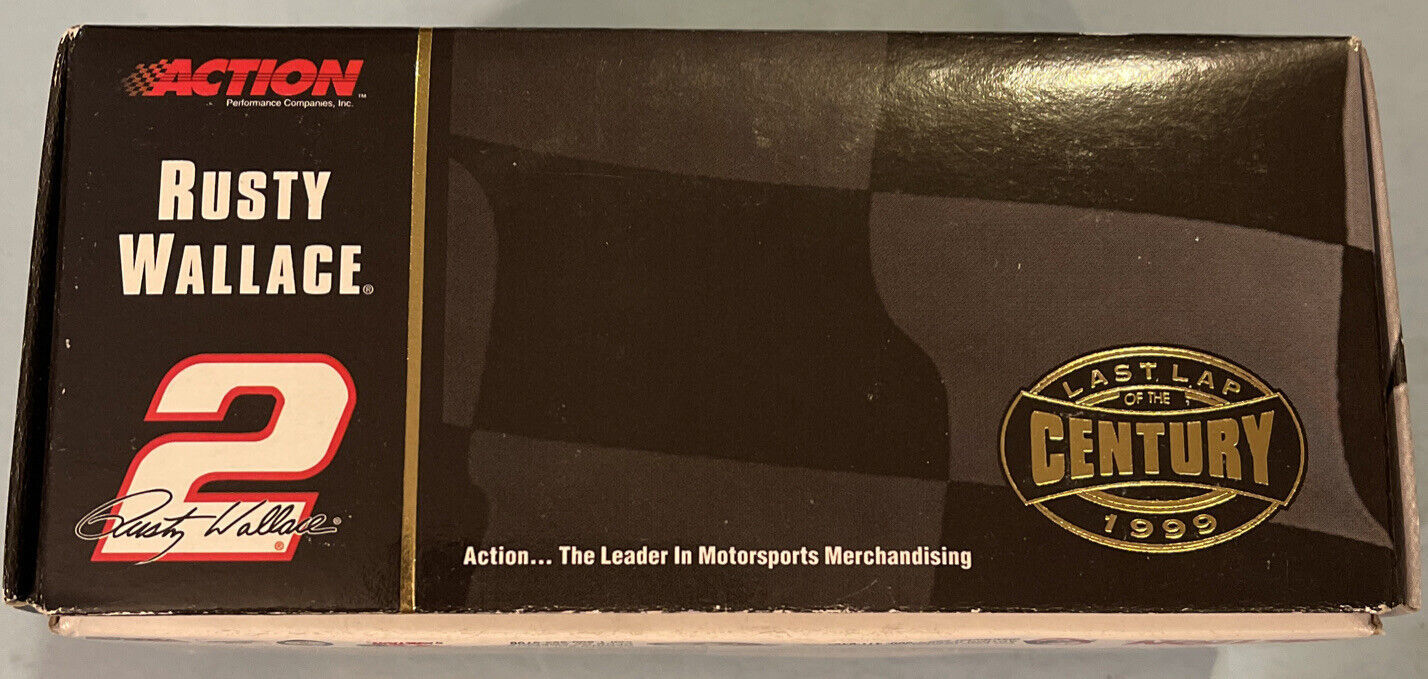 ACTION™
Performance Companies, Inc.
RUSTY
WALLACE®
2
Rusty Wallace®
®
Action... The Leader In Motorsports Merchandising
LAST LAP
OF THE
CENTURY
1999